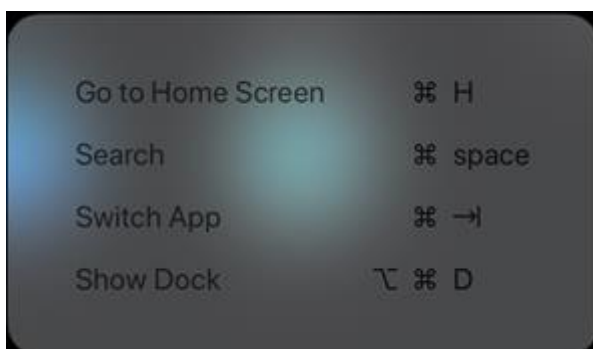 Go to Home Screen ⌘ H
Search ⌘ space
Switch App ⌘ ⇥
Show Dock ⌥ ⌘ D